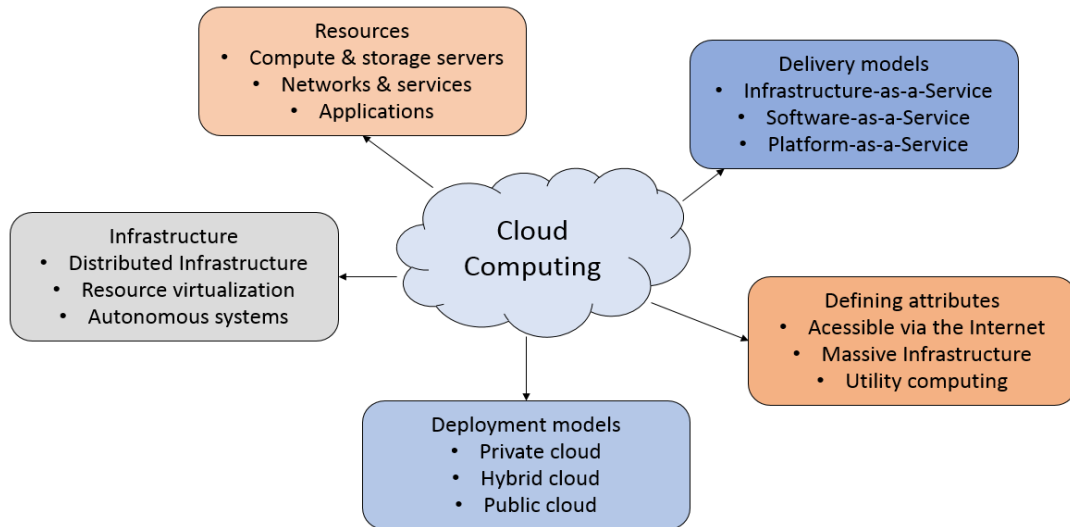 Resources
• Compute & storage servers
• Networks & services
• Applications
Delivery models
• Infrastructure-as-a-Service
• Software-as-a-Service
• Platform-as-a-Service
Cloud
Computing
Infrastructure
• Distributed Infrastructure
• Resource virtualization
• Autonomous systems
Defining attributes
• Acessible via the Internet
• Massive Infrastructure
• Utility computing
Deployment models
• Private cloud
• Hybrid cloud
• Public cloud